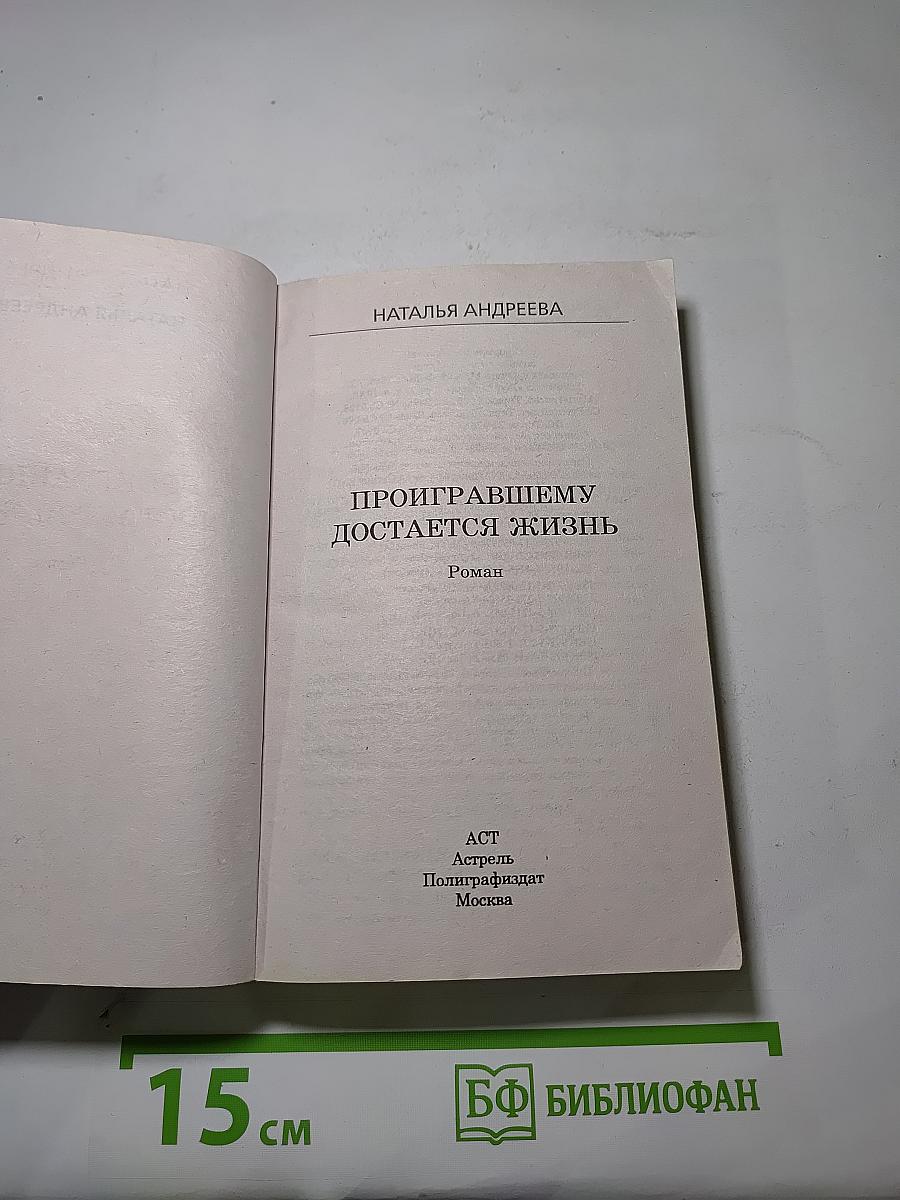 НАТАЛЬЯ АНДРЕЕВА
ПРОИГРАВШЕМУ
ДОСТАЕТСЯ ЖИЗНЬ
Роман
АСТ
Астрель
Полиграфиздат
Москва
15 см
БФ БИБЛИОФАН